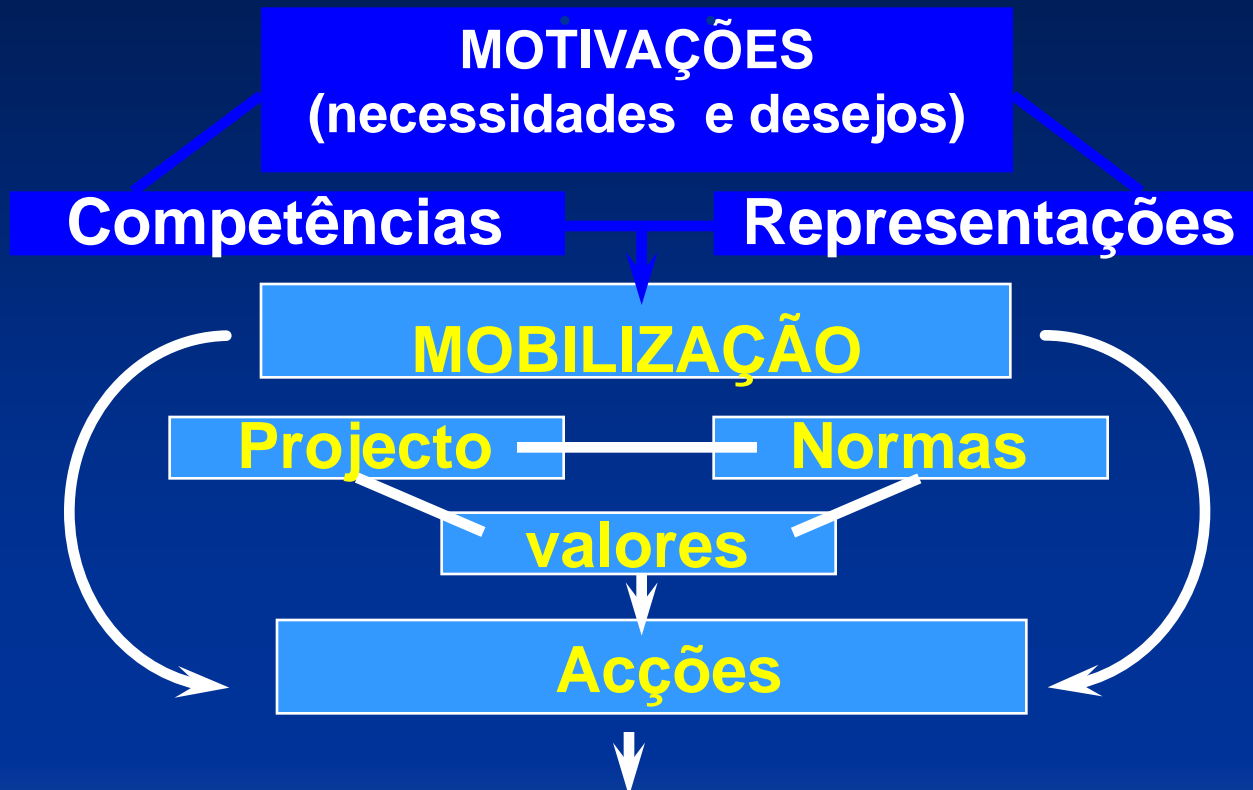 MOTIVAÇÕES
(necessidades e desejos)
Competências
Representações
MOBILIZAÇÃO
Projecto
Normas
valores
Acções